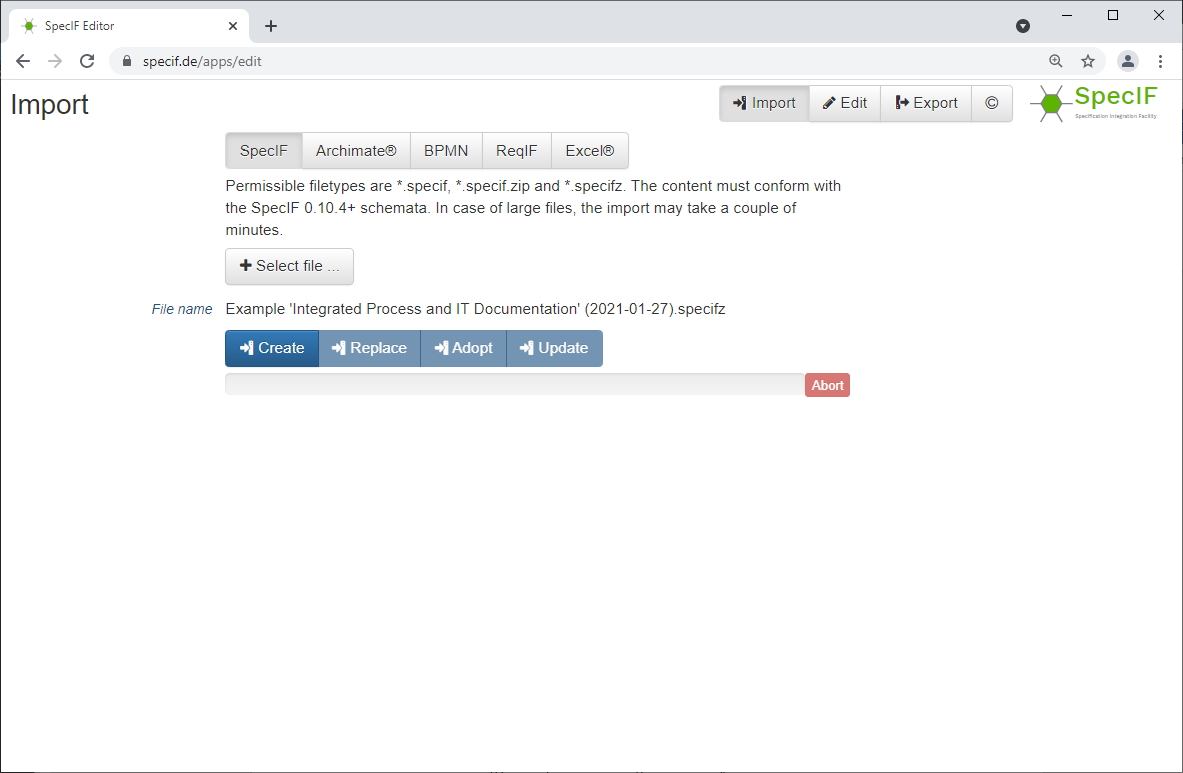 SpecIF Editor
specif.de/apps/edit
Import
Import Edit Export ©
SpecIF
Specification Integration Facility
SpecIF Archimate® BPMN ReqIF Excel®
Permissible filetypes are *.specif, *.specif.zip and *.specifz. The content must conform with
the SpecIF 0.10.4+ schemata. In case of large files, the import may take a couple of
minutes.
Select file ...
File name Example 'Integrated Process and IT Documentation' (2021-01-27).specifz
Create Replace Adopt Update
Abort